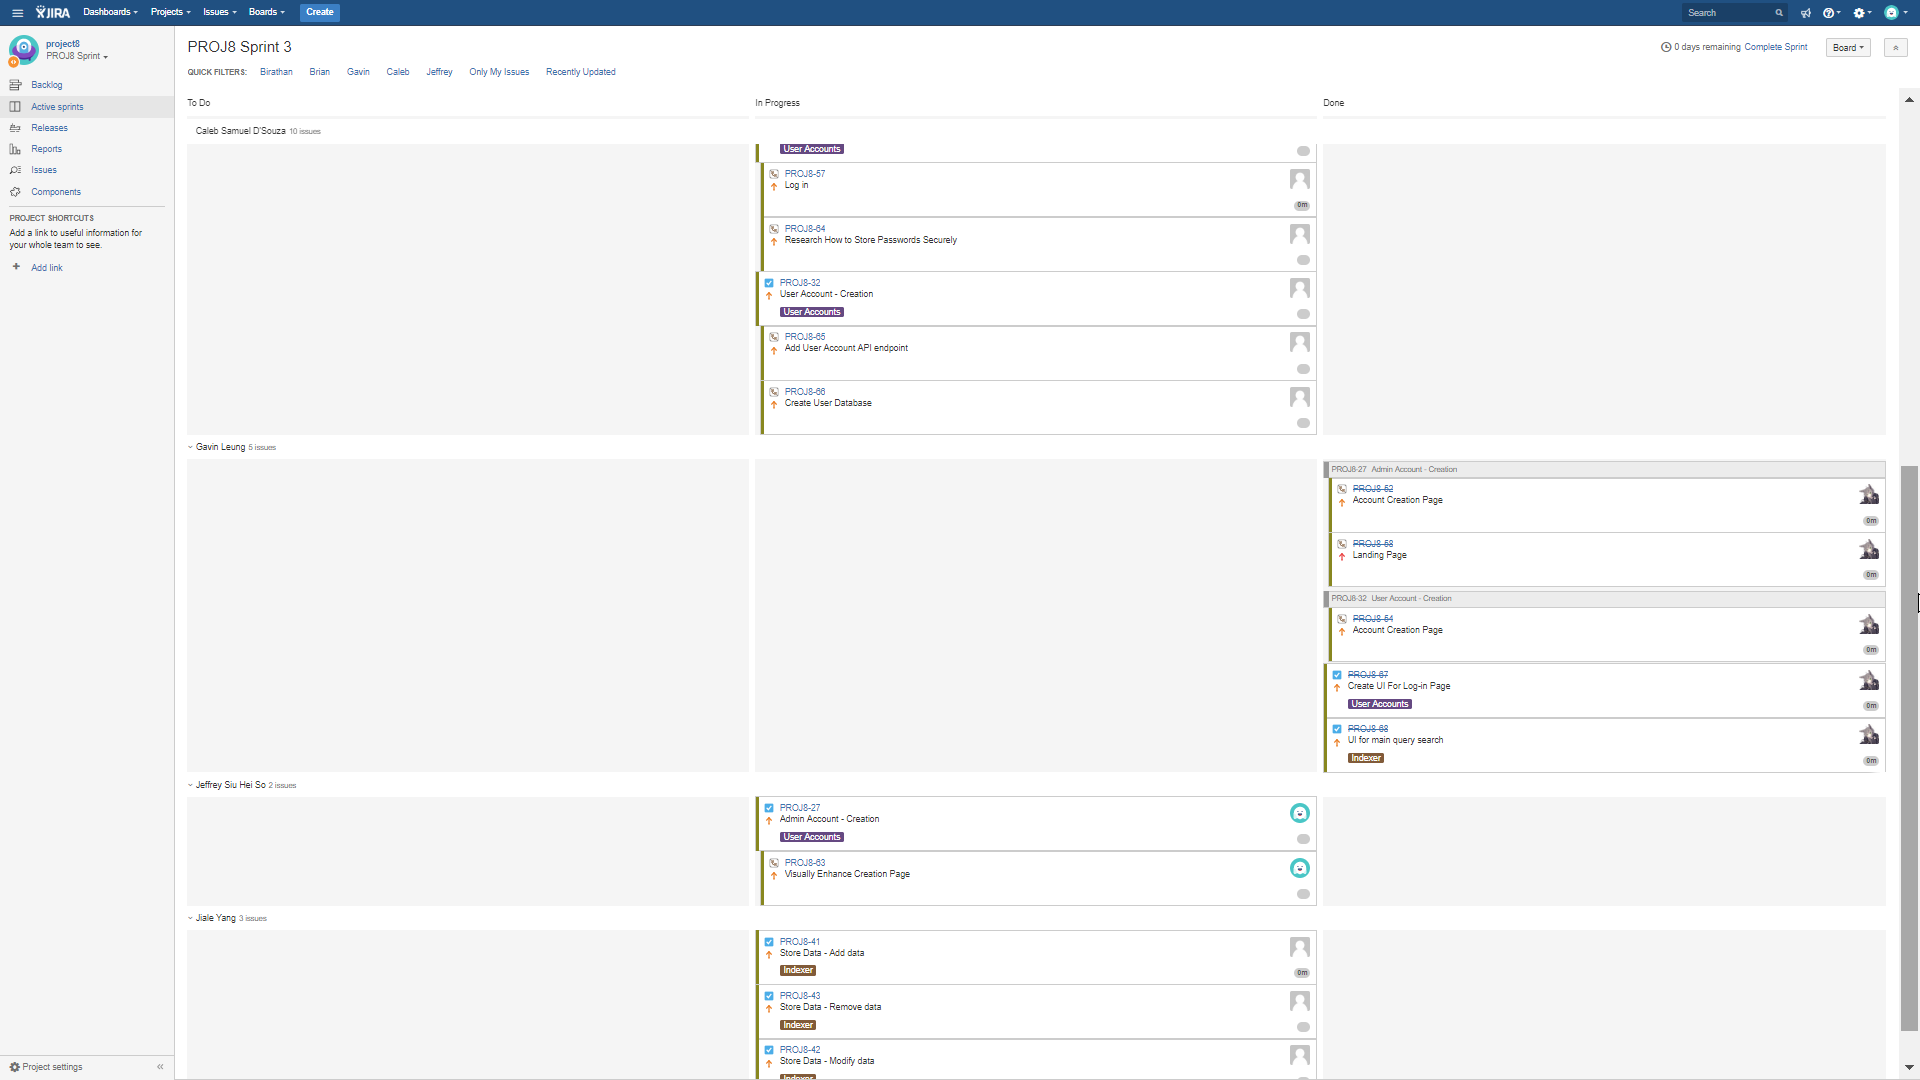 JIRA Dashboards Projects Issues Boards Create Search
project8
PROJ8 Sprint
Backlog
Active sprints
Releases
Reports
Issues
Components
PROJECT SHORTCUTS
Add a link to useful information for
your whole team to see.
+ Add link
Project settings
PROJ8 Sprint 3
0 days remaining Complete Sprint Board
QUICK FILTERS: Birathan Brian Gavin Caleb Jeffrey Only My Issues Recently Updated
To Do In Progress Done
Caleb Samuel D'Souza 10 issues
User Accounts
PROJ8-57
Log in
0m
PROJ8-64
Research How to Store Passwords Securely
PROJ8-32
User Account - Creation
User Accounts
PROJ8-65
Add User Account API endpoint
PROJ8-66
Create User Database
Gavin Leung 5 issues
PROJ8-27 Admin Account - Creation
PROJ8-52
Account Creation Page
0m
PROJ8-58
Landing Page
0m
PROJ8-32 User Account - Creation
PROJ8-54
Account Creation Page
0m
PROJ8-67
Create UI For Log-in Page
User Accounts
0m
PROJ8-68
UI for main query search
Indexer
0m
Jeffrey Siu Hei So 2 issues
PROJ8-27
Admin Account - Creation
User Accounts
PROJ8-63
Visually Enhance Creation Page
Jiale Yang 3 issues
PROJ8-41
Store Data - Add data
Indexer
0m
PROJ8-43
Store Data - Remove data
Indexer
PROJ8-42
Store Data - Modify data